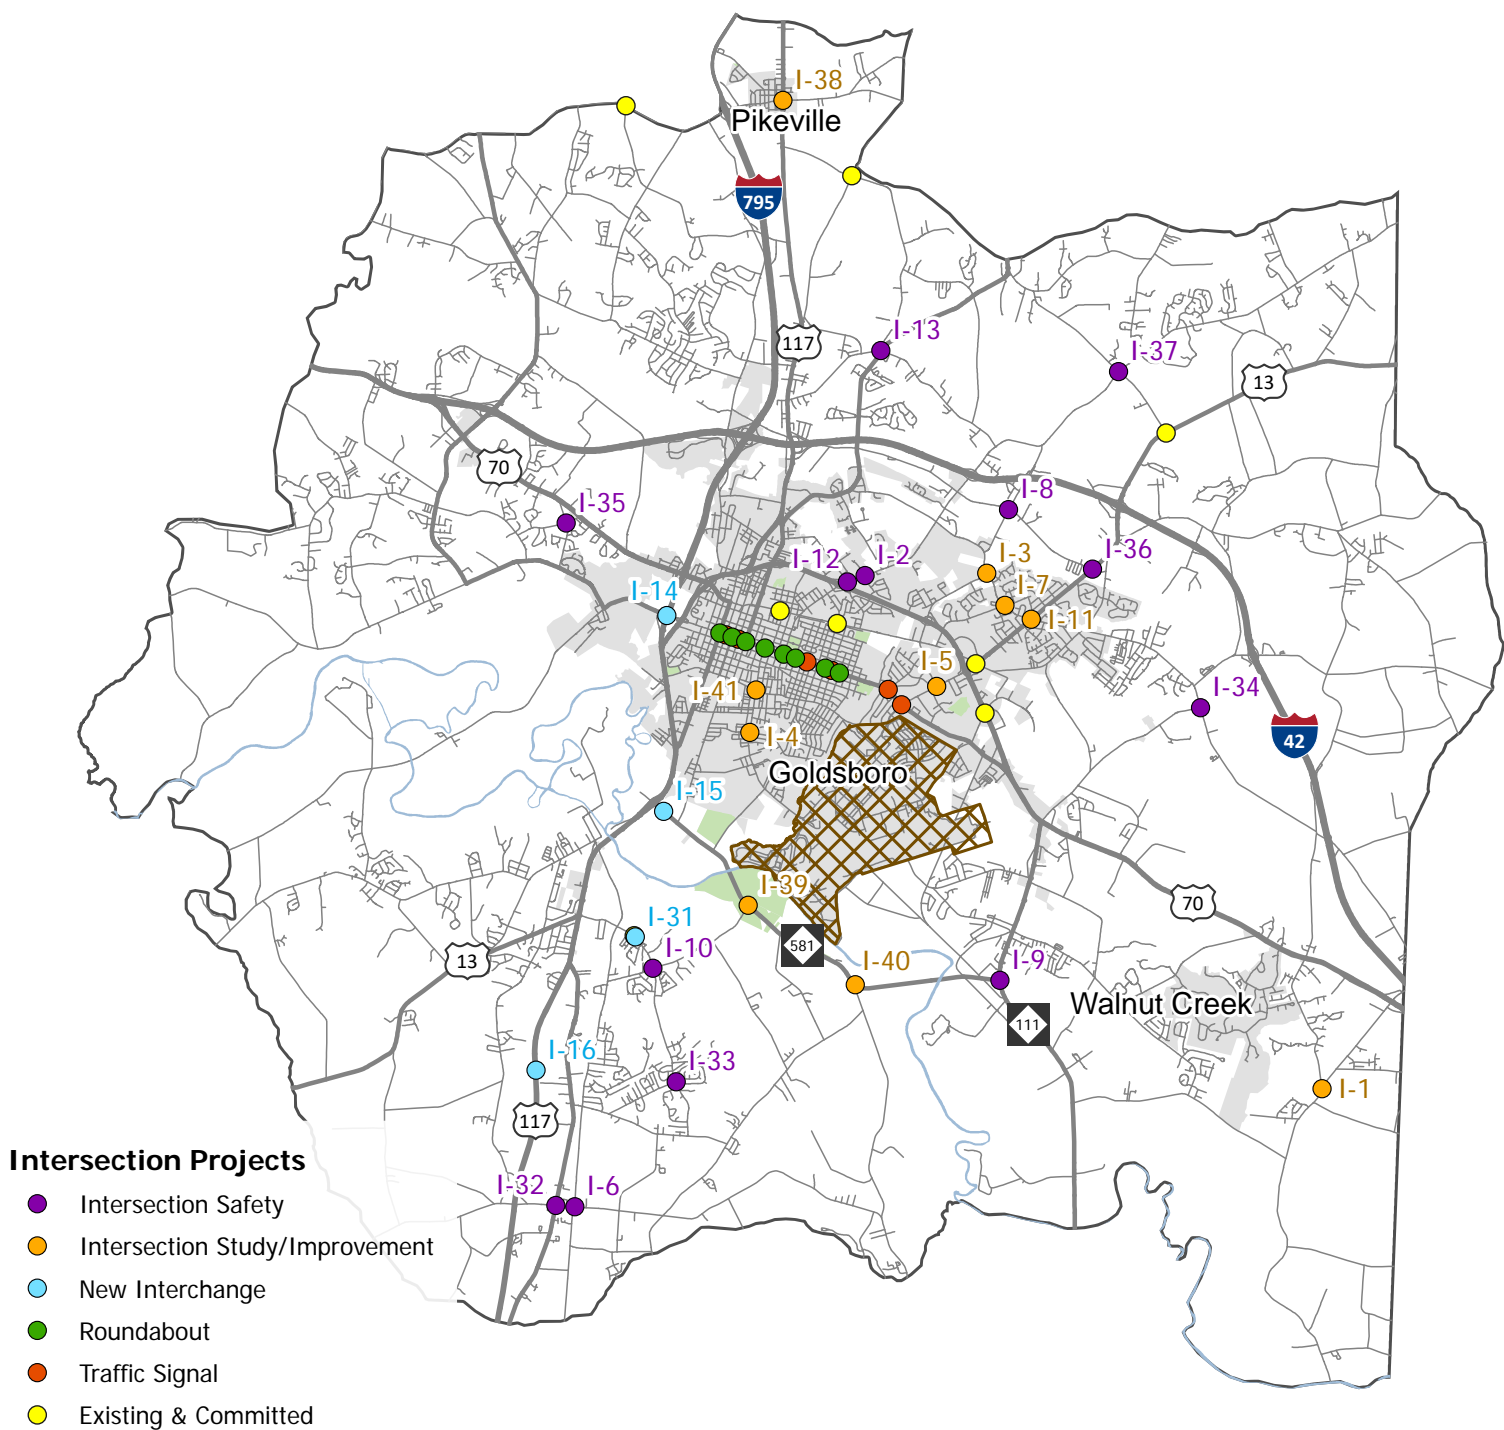 I-38
Pikeville
795
117
I-13
I-37
13
70
I-35
I-8
I-36
I-12
I-2
I-3
I-14
I-7
I-11
I-5
I-41
I-34
I-4
42
Goldsboro
I-15
I-39
70
I-31
I-10
581
13
I-40
I-9
Walnut Creek
111
I-16
I-33
I-1
117
I-32
I-6
Intersection Projects
Intersection Safety
Intersection Study/Improvement
New Interchange
Roundabout
Traffic Signal
Existing & Committed